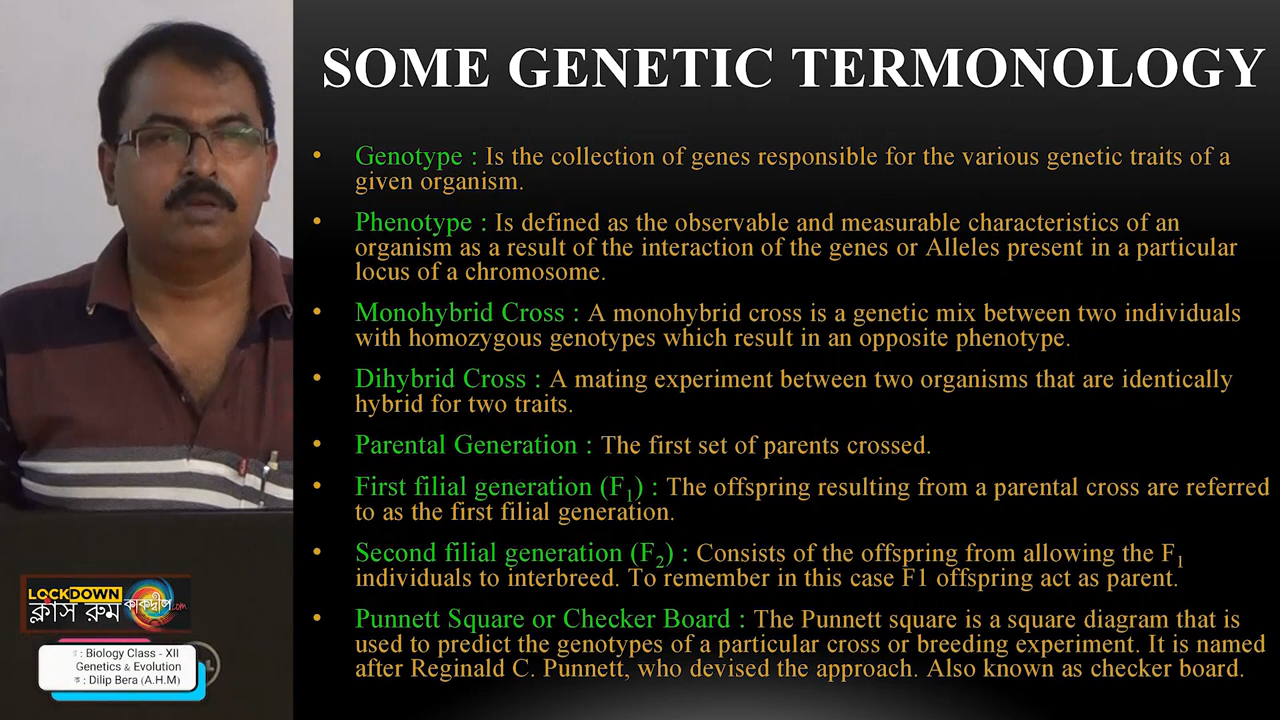 SOME GENETIC TERMONOLOGY
• Genotype : Is the collection of genes responsible for the various genetic traits of a
given organism.
• Phenotype : Is defined as the observable and measurable characteristics of an
organism as a result of the interaction of the genes or Alleles present in a particular
locus of a chromosome.
• Monohybrid Cross : A monohybrid cross is a genetic mix between two individuals
with homozygous genotypes which result in an opposite phenotype.
• Dihybrid Cross : A mating experiment between two organisms that are identically
hybrid for two traits.
• Parental Generation : The first set of parents crossed.
• First filial generation (F₁) : The offspring resulting from a parental cross are referred
to as the first filial generation.
• Second filial generation (F₂) : Consists of the offspring from allowing the F₁
individuals to interbreed. To remember in this case F1 offspring act as parent.
• Punnett Square or Checker Board : The Punnett square is a square diagram that is
used to predict the genotypes of a particular cross or breeding experiment. It is named
after Reginald C. Punnett, who devised the approach. Also known as checker board.
LOCKDOWN
ক্লাস রুম কাকদ্বীপ.com
: Biology Class - XII
Genetics & Evolution
: Dilip Bera (A.H.M)